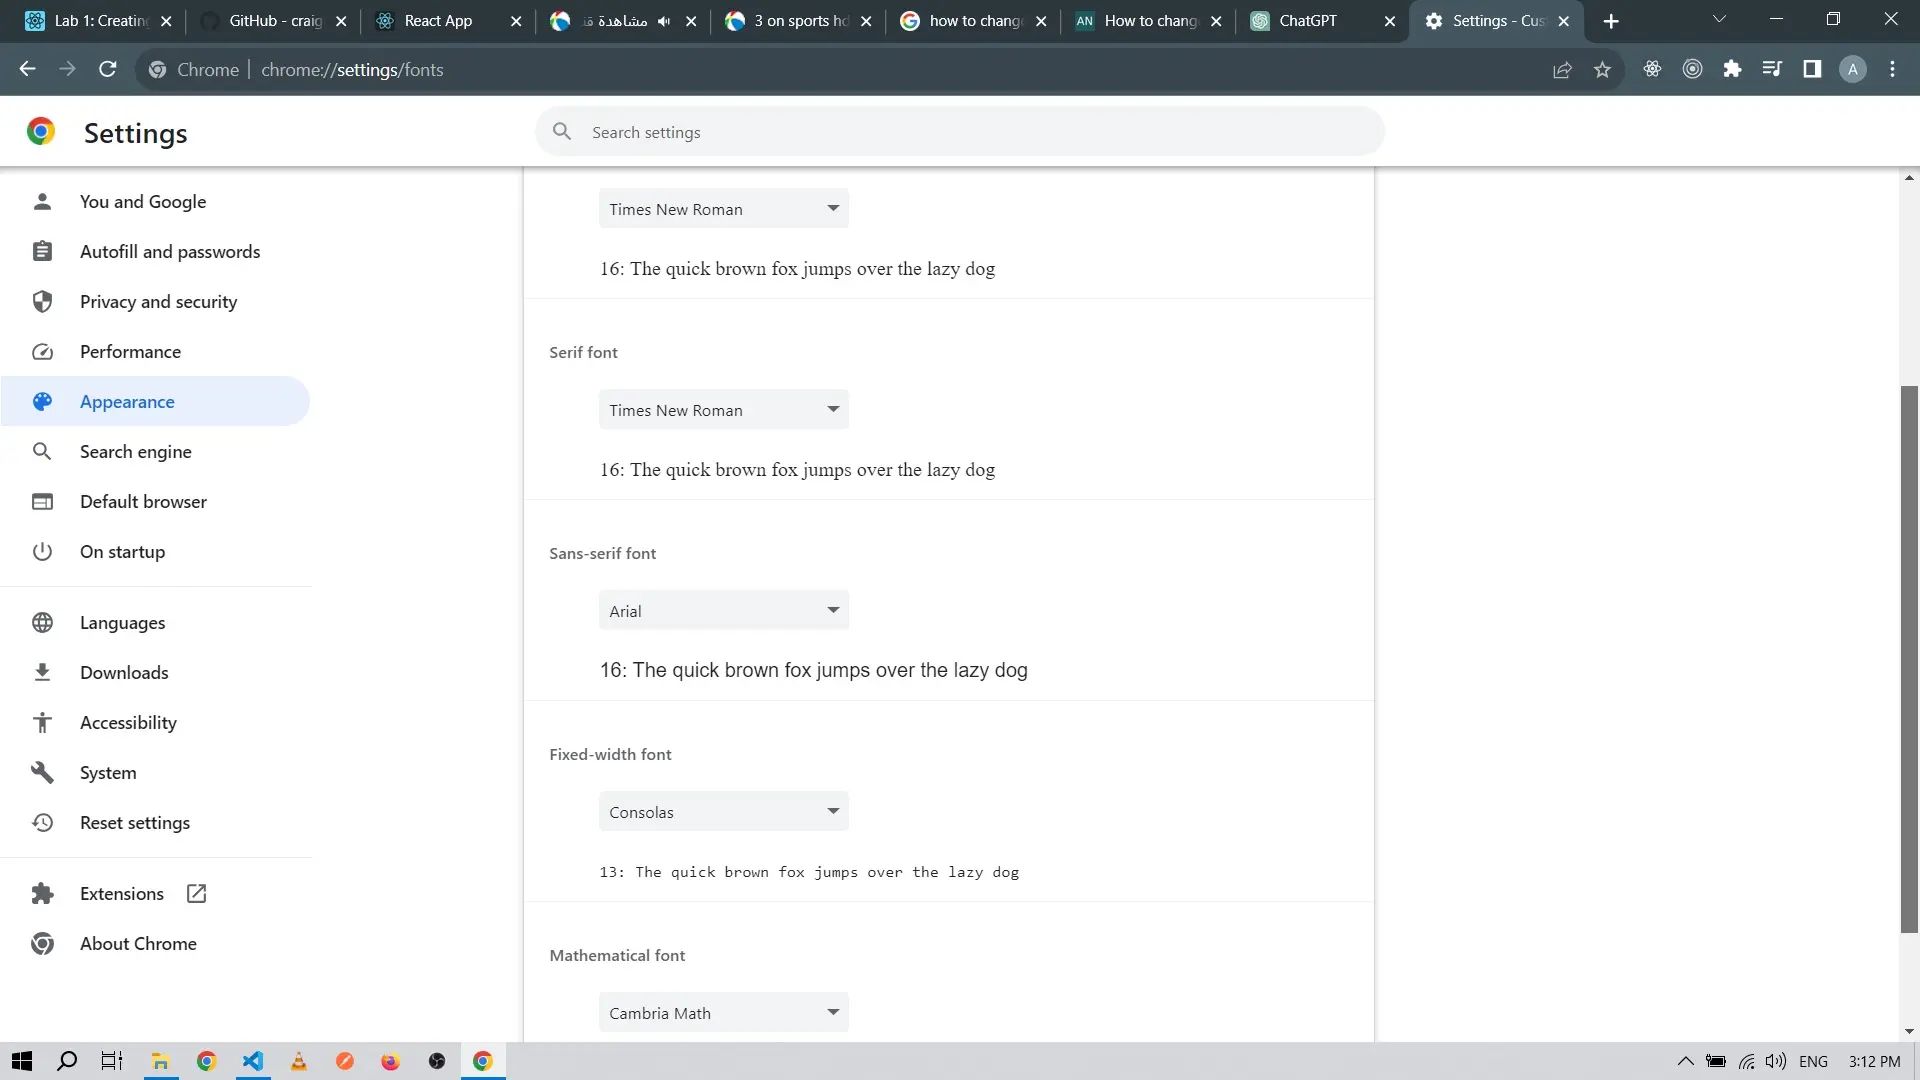 Lab 1: Creating
GitHub - craig
React App
مشاهدة قن
3 on sports hd
how to change
AN
How to chang
ChatGPT
Settings - Cus
Chrome
chrome://settings/fonts
A
Settings
Search settings
You and Google
Autofill and passwords
Privacy and security
Performance
Appearance
Search engine
Default browser
On startup
Languages
Downloads
Accessibility
System
Reset settings
Extensions
About Chrome
Times New Roman
16: The quick brown fox jumps over the lazy dog
Serif font
Times New Roman
16: The quick brown fox jumps over the lazy dog
Sans-serif font
Arial
16: The quick brown fox jumps over the lazy dog
Fixed-width font
Consolas
13: The quick brown fox jumps over the lazy dog
Mathematical font
Cambria Math
ENG
3:12 PM